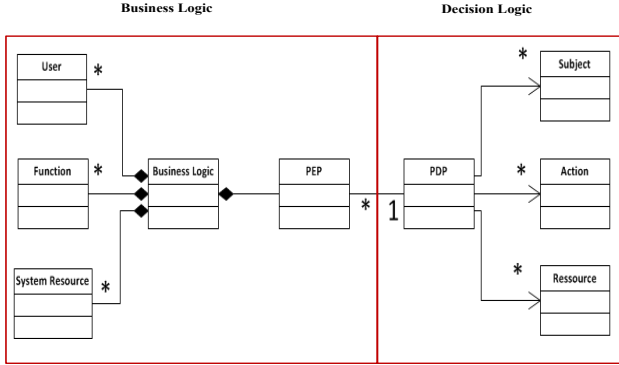 Business Logic
Decision Logic
User
*
Subject
*
Function
*
Business Logic
PEP
*
1
PDP
Action
*
System Resource
*
Ressource
*